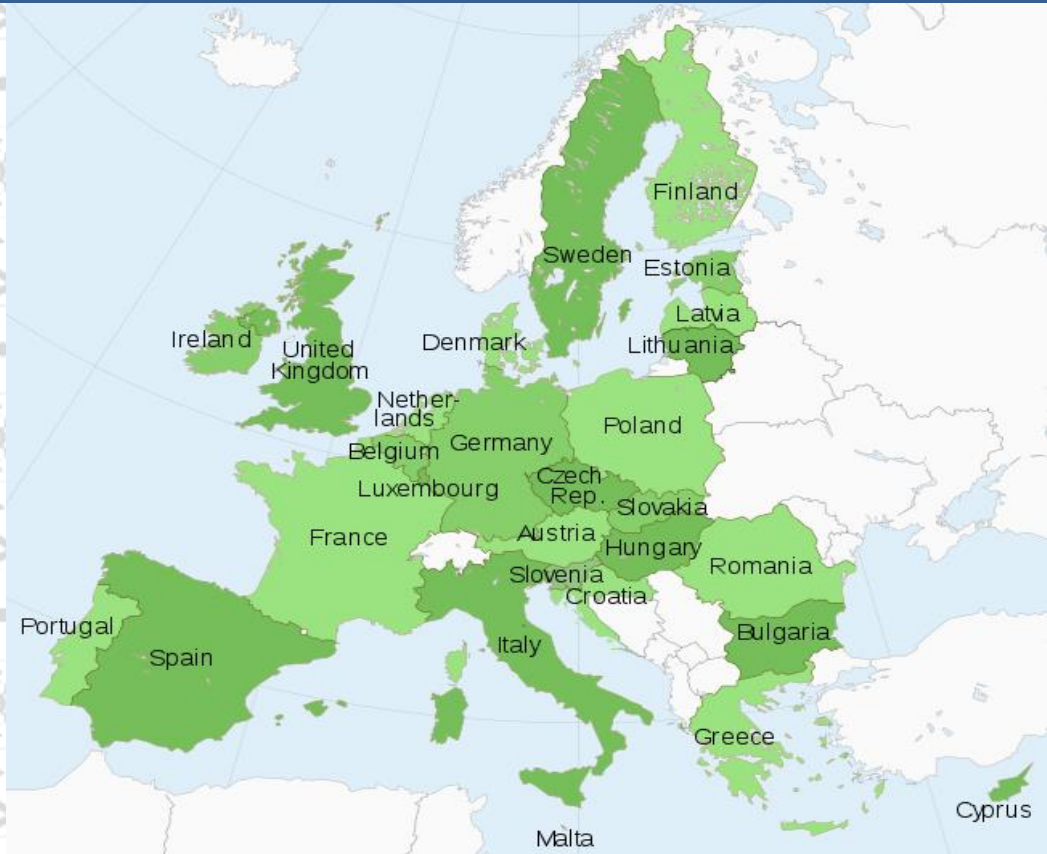 Finland
Sweden
Estonia
Latvia
Lithuania
Denmark
Ireland
United
Kingdom
Nether-
lands
Poland
Belgium
Germany
Czech
Rep.
Luxembourg
Slovakia
France
Austria
Hungary
Romania
Slovenia
Croatia
Portugal
Bulgaria
Spain
Italy
Greece
Cyprus
Malta